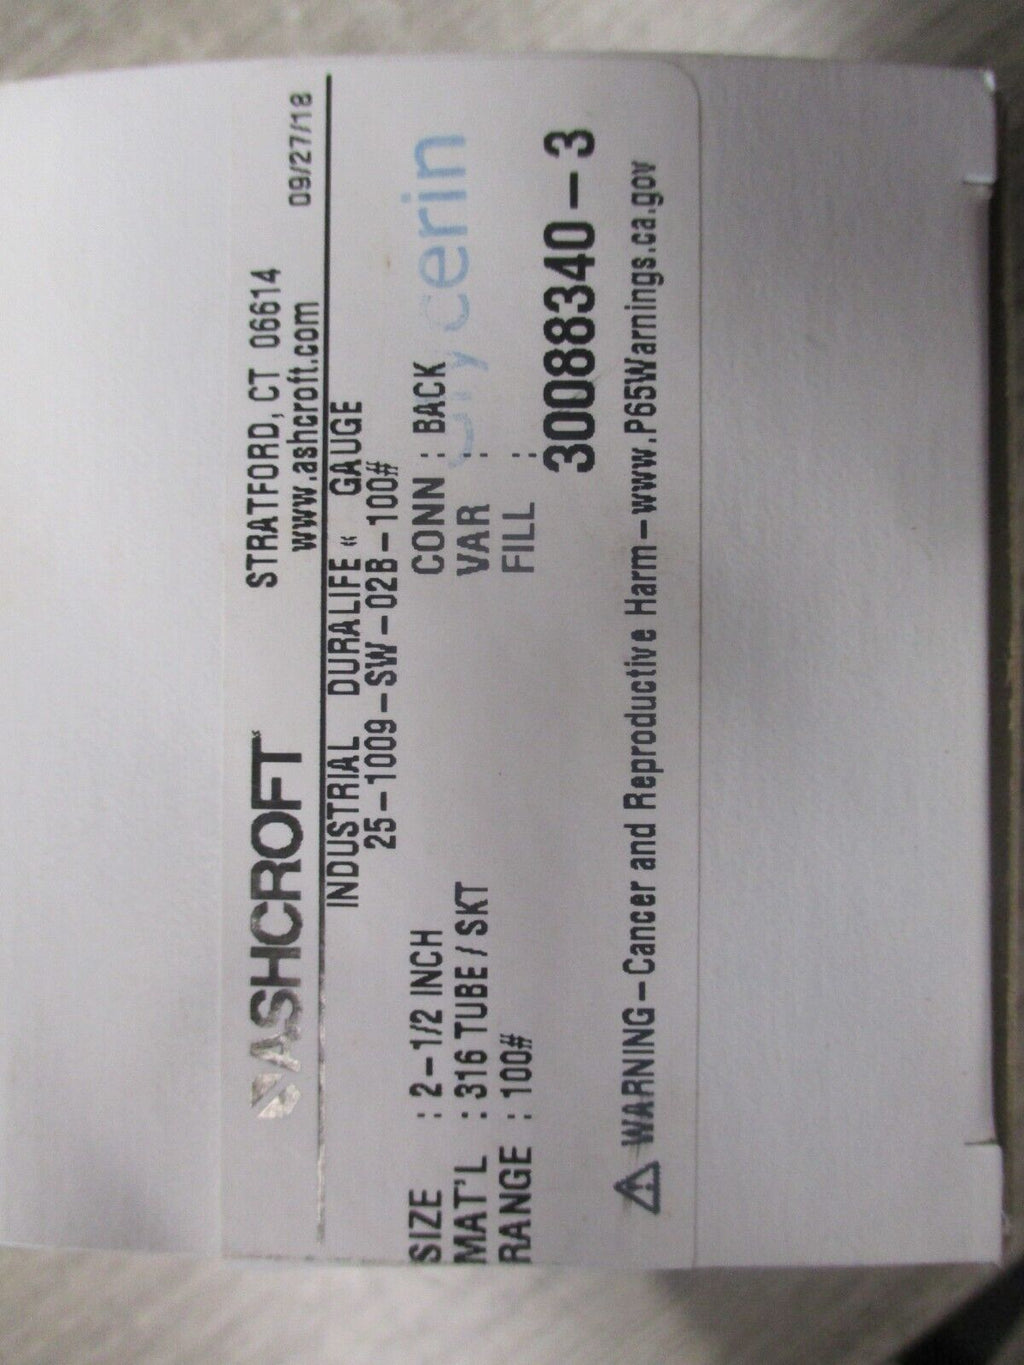 ASHCROFT
STRATFORD, CT 06614
www.ashcroft.com 09/27/18
INDUSTRIAL DURALIFE “ GAUGE
25-1009-SW-02B-100#
SIZE : 2-1/2 INCH CONN : BACK
MAT'L : 316 TUBE / SKT VAR :
RANGE : 100# FILL :
Glycerin
30088340-3
⚠ WARNING-Cancer and Reproductive Harm-www.P65Warnings.ca.gov